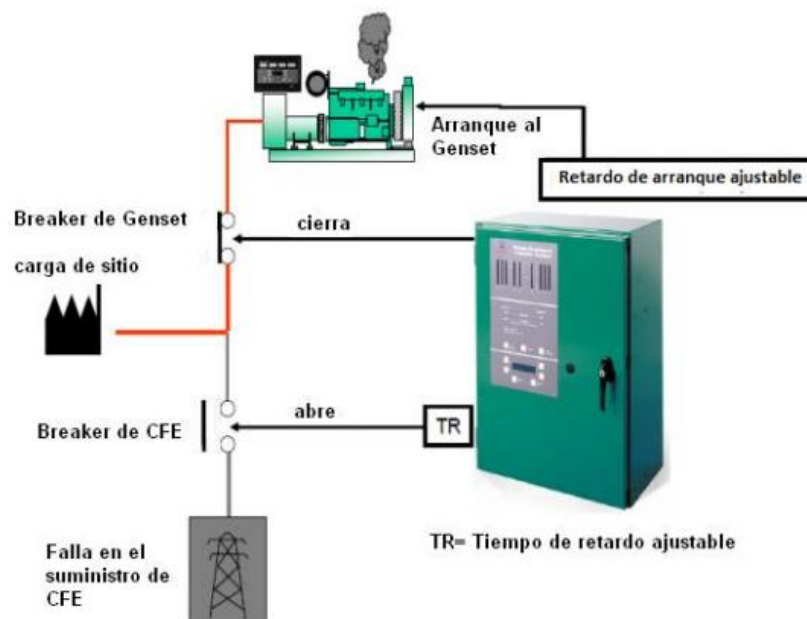 Arranque al
Genset
Retardo de arranque ajustable
Breaker de Genset
cierra
carga de sitio
abre
TR
Breaker de CFE
Falla en el
suministro de
CFE
TR= Tiempo de retardo ajustable